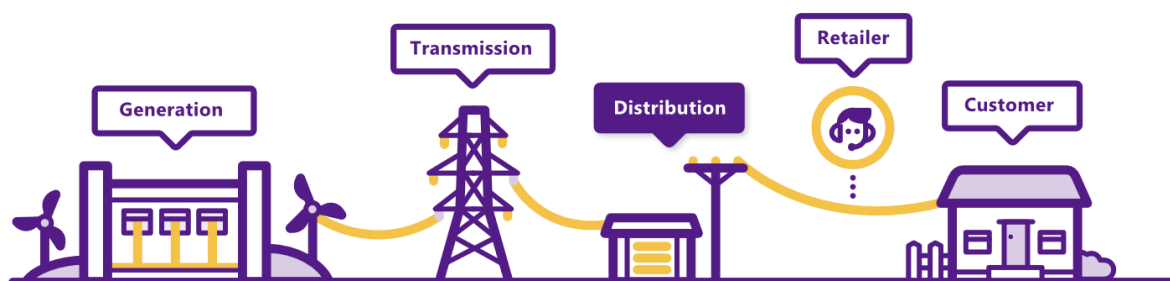 Generation
Transmission
Distribution
Retailer
Customer